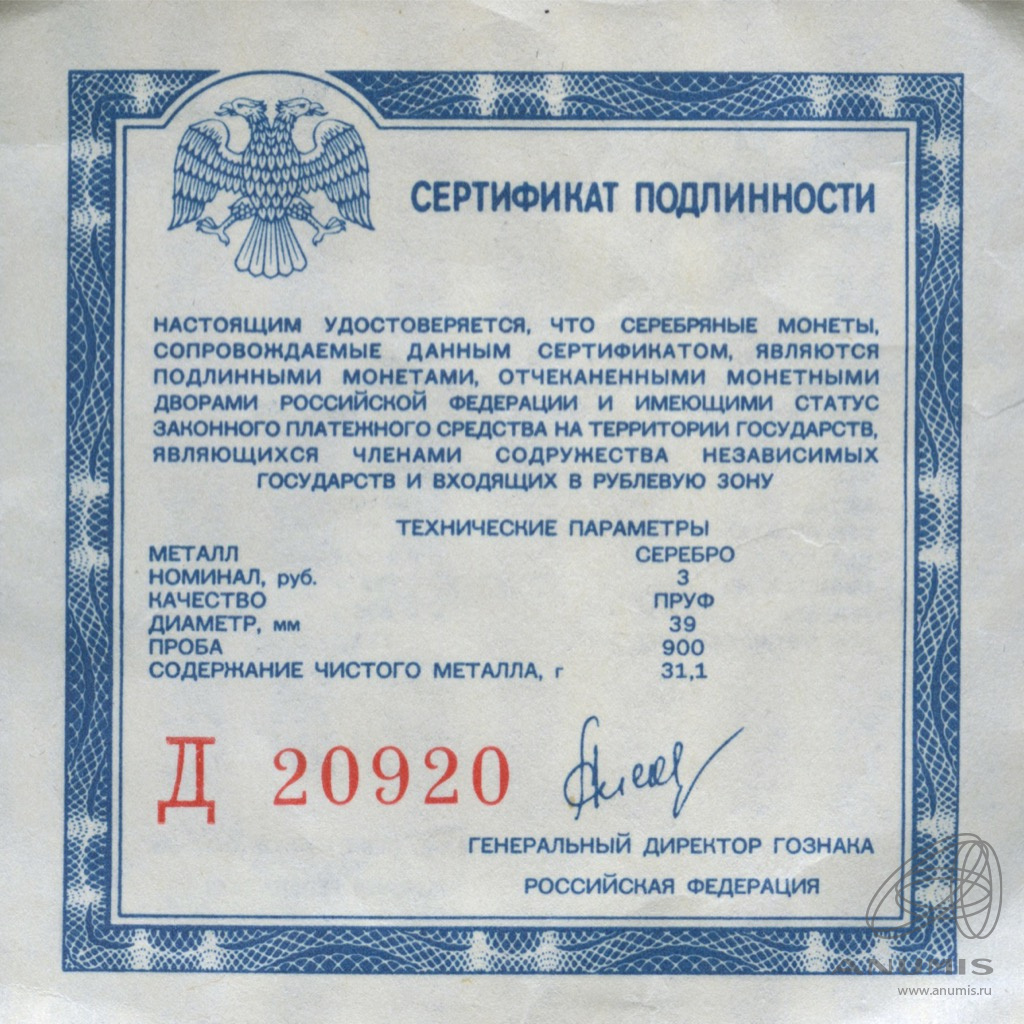 СЕРТИФИКАТ ПОДЛИННОСТИ
НАСТОЯЩИМ УДОСТОВЕРЯЕТСЯ, ЧТО СЕРЕБРЯНЫЕ МОНЕТЫ,
СОПРОВОЖДАЕМЫЕ ДАННЫМ СЕРТИФИКАТОМ, ЯВЛЯЮТСЯ
ПОДЛИННЫМИ МОНЕТАМИ, ОТЧЕКАНЕННЫМИ МОНЕТНЫМИ
ДВОРАМИ РОССИЙСКОЙ ФЕДЕРАЦИИ И ИМЕЮЩИМИ СТАТУС
ЗАКОННОГО ПЛАТЕЖНОГО СРЕДСТВА НА ТЕРРИТОРИИ ГОСУДАРСТВ,
ЯВЛЯЮЩИХСЯ ЧЛЕНАМИ СОДРУЖЕСТВА НЕЗАВИСИМЫХ
ГОСУДАРСТВ И ВХОДЯЩИХ В РУБЛЕВУЮ ЗОНУ
ТЕХНИЧЕСКИЕ ПАРАМЕТРЫ
МЕТАЛЛ СЕРЕБРО
НОМИНАЛ, руб. 3
КАЧЕСТВО ПРУФ
ДИАМЕТР, мм 39
ПРОБА 900
СОДЕРЖАНИЕ ЧИСТОГО МЕТАЛЛА, г 31,1
Д 20920
ГЕНЕРАЛЬНЫЙ ДИРЕКТОР ГОЗНАКА
РОССИЙСКАЯ ФЕДЕРАЦИЯ
ANUMIS
www.anumis.ru